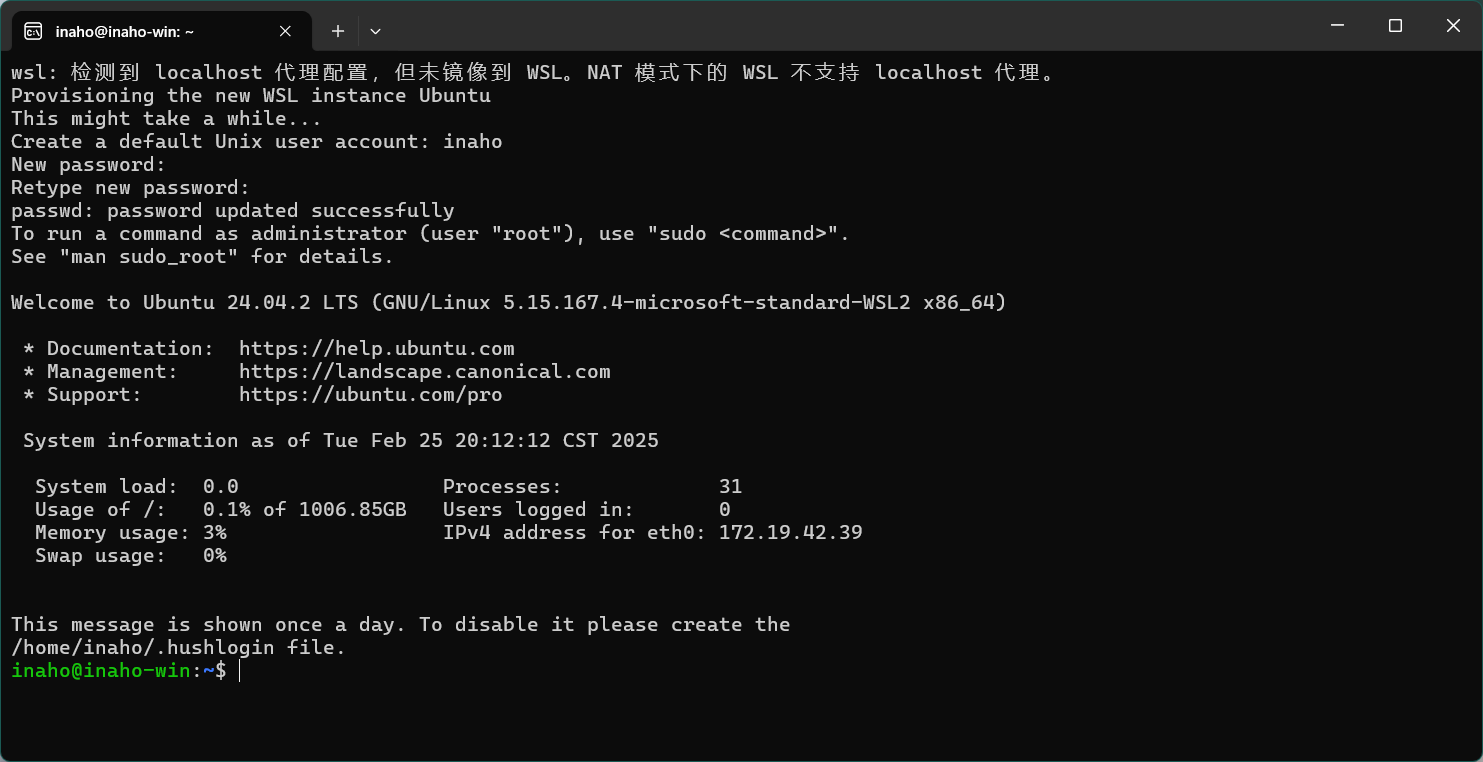 inaho@inaho-win: ~
wsl: 检测到 localhost 代理配置，但未镜像到 WSL。NAT 模式下的 WSL 不支持 localhost 代理。
Provisioning the new WSL instance Ubuntu
This might take a while...
Create a default Unix user account: inaho
New password:
Retype new password:
passwd: password updated successfully
To run a command as administrator (user "root"), use "sudo <command>".
See "man sudo_root" for details.

Welcome to Ubuntu 24.04.2 LTS (GNU/Linux 5.15.167.4-microsoft-standard-WSL2 x86_64)

 * Documentation:  https://help.ubuntu.com
 * Management:     https://landscape.canonical.com
 * Support:        https://ubuntu.com/pro

 System information as of Tue Feb 25 20:12:12 CST 2025

  System load:  0.0                 Processes:             31
  Usage of /:   0.1% of 1006.85GB   Users logged in:       0
  Memory usage: 3%                  IPv4 address for eth0: 172.19.42.39
  Swap usage:   0%

This message is shown once a day. To disable it please create the
/home/inaho/.hushlogin file.
inaho@inaho-win:~$